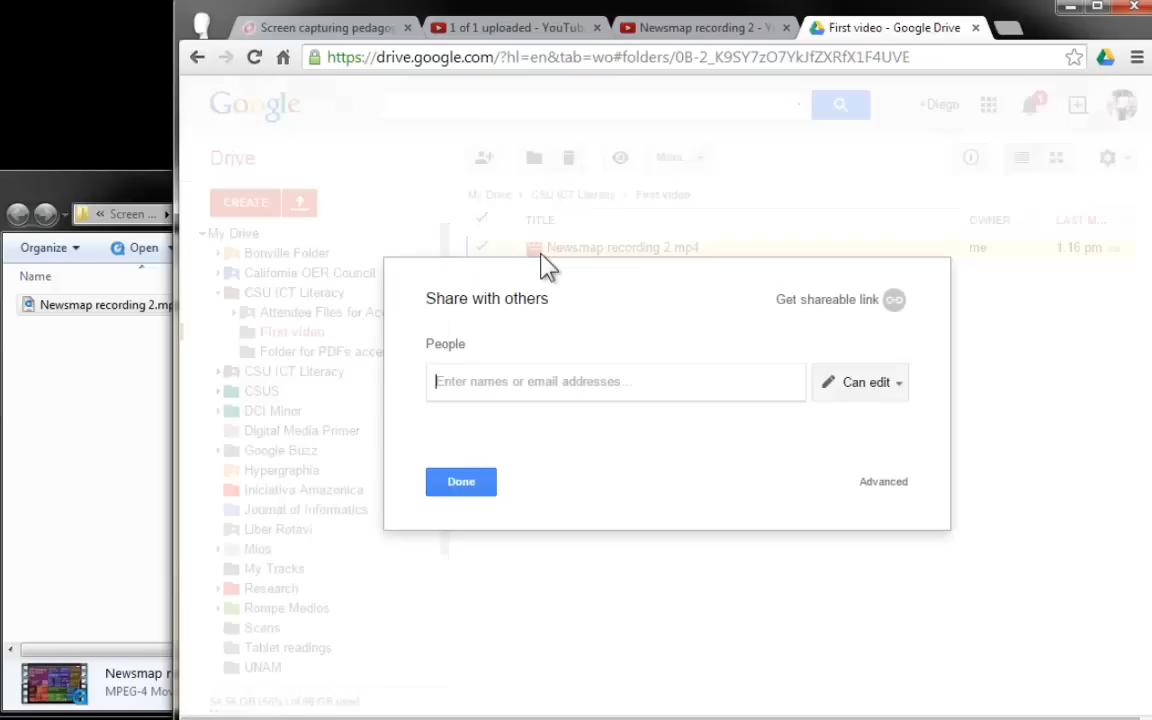 Screen capturing pedagog
1 of 1 uploaded - YouTub
Newsmap recording 2 - Y
First video - Google Drive
https://drive.google.com/?hl=en&tab=wo#folders/0B-2_K9SY7zO7YkJfZXRfX1F4UVE
Google
+Diego
1
Drive
More
CREATE
My Drive
CSU ICT Literacy
First video
TITLE
OWNER
LAST M...
Newsmap recording 2.mp4
me
1:16 pm
My Drive
Bonville Folder
California OER Council
CSU ICT Literacy
Attendee Files for Acc
First video
Folder for PDFs acce
CSU ICT Literacy
CSUS
DCI Minor
Digital Media Primer
Google Buzz
Hypergraphia
Iniciativa Amazonica
Journal of Informatics
Liber Rotavi
Mios
My Tracks
Research
Rompe Medios
Scans
Tablet readings
UNAM
Share with others
Get shareable link
People
Enter names or email addresses...
Can edit
Done
Advanced
« Screen ...
Organize
Open
Name
Newsmap recording 2.mp
Newsmap r
MPEG-4 Mov